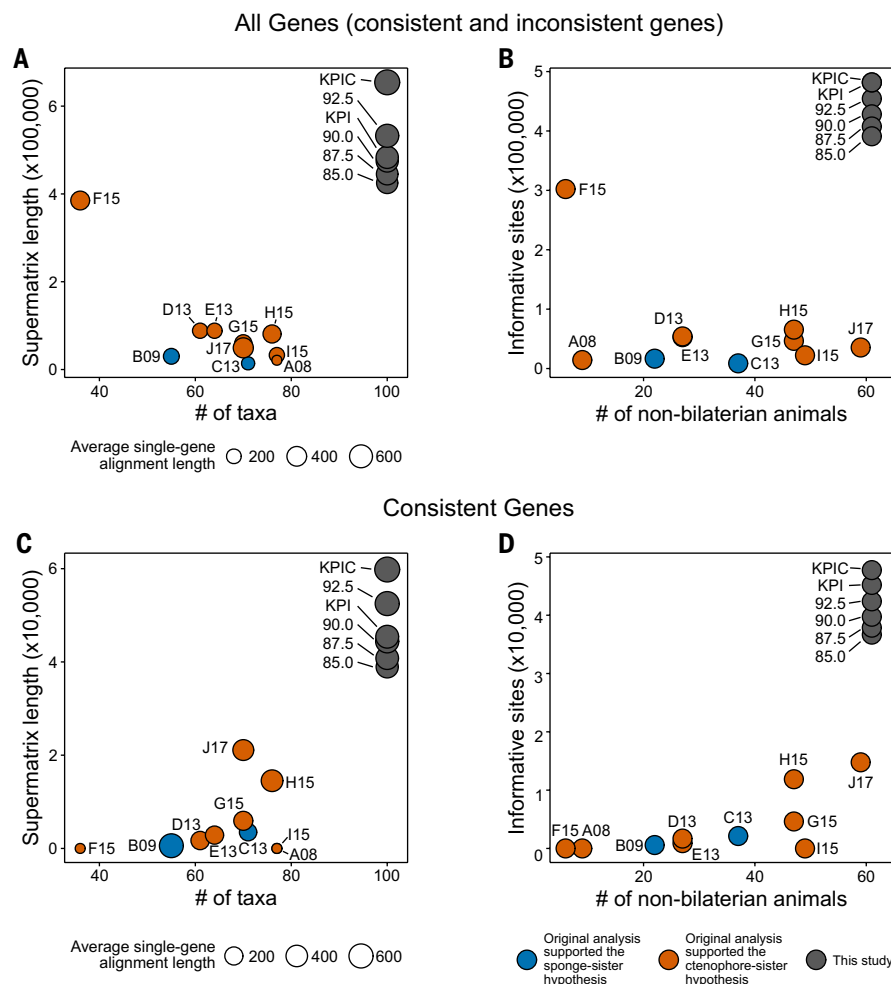 All Genes (consistent and inconsistent genes)
A
Supermatrix length (x100,000)
6
4
2
0
KPIC
92.5
KPI
90.0
87.5
85.0
F15
D13
E13
H15
G15
J17
B09
C13
I15
A08
40
60
80
100
# of taxa
Average single-gene
alignment length
200
400
600
B
Informative sites (x100,000)
5
4
3
2
1
0
KPIC
KPI
92.5
90.0
87.5
85.0
F15
H15
D13
J17
A08
B09
E13
G15
C13
I15
20
40
60
# of non-bilaterian animals
Consistent Genes
C
Supermatrix length (x10,000)
6
4
2
0
KPIC
92.5
KPI
90.0
87.5
85.0
J17
H15
G15
D13
F15
B09
E13
C13
I15
A08
40
60
80
100
# of taxa
Average single-gene
alignment length
200
400
600
D
Informative sites (x10,000)
5
4
3
2
1
0
KPIC
KPI
92.5
90.0
87.5
85.0
H15
J17
F15
A08
D13
C13
G15
B09
E13
I15
20
40
60
# of non-bilaterian animals
Original analysis
supported the
sponge-sister
hypothesis
Original analysis
supported the
ctenophore-sister
hypothesis
This study